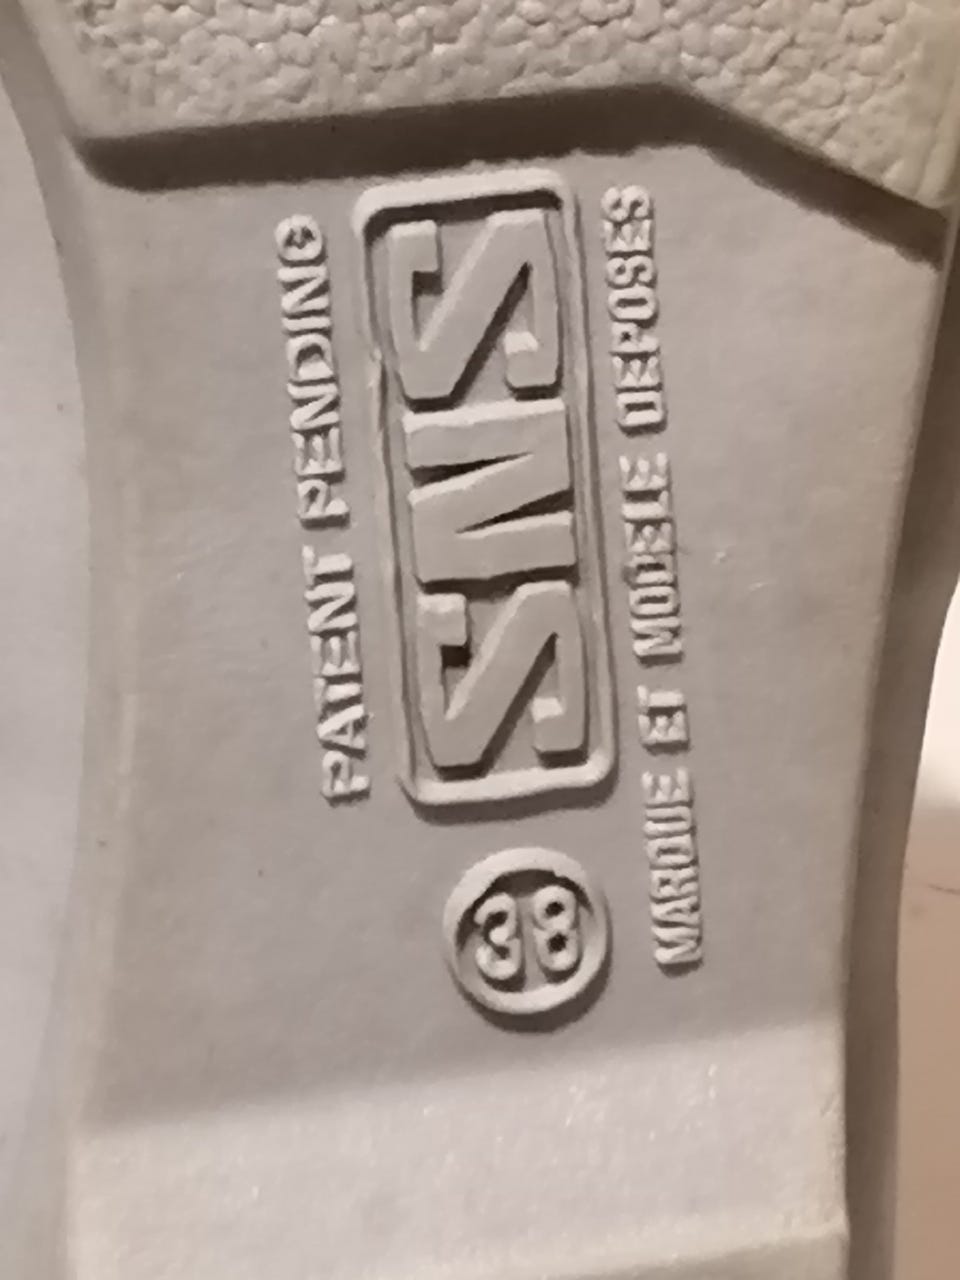 PATENT PENDING
SNS
MARQUE ET MODELE DEPOSES
38